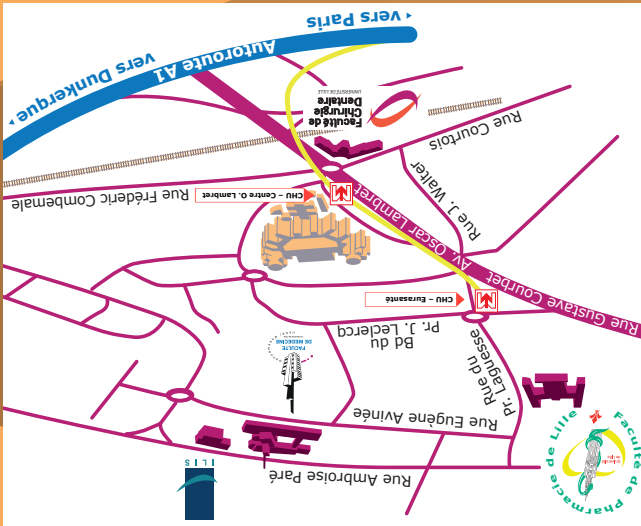 Faculté de Pharmacie de Lille
ILIS
Rue Ambroise Paré
Rue Eugène Avinée
Rue du
Pr. Laguesse
FACULTÉ
DE MÉDECINE
Bd du
Pr. J. Leclercq
Rue Gustave Courbet
CHU – Eurasanté
Av. Oscar Lambret
Rue J. Walter
CHU – Centre O. Lambret
Rue Frédéric Combemale
Rue Courtois
Faculté de
Chirurgie
Dentaire
UNIVERSITÉ DE LILLE
Autoroute A1
vers Dunkerque
vers Paris